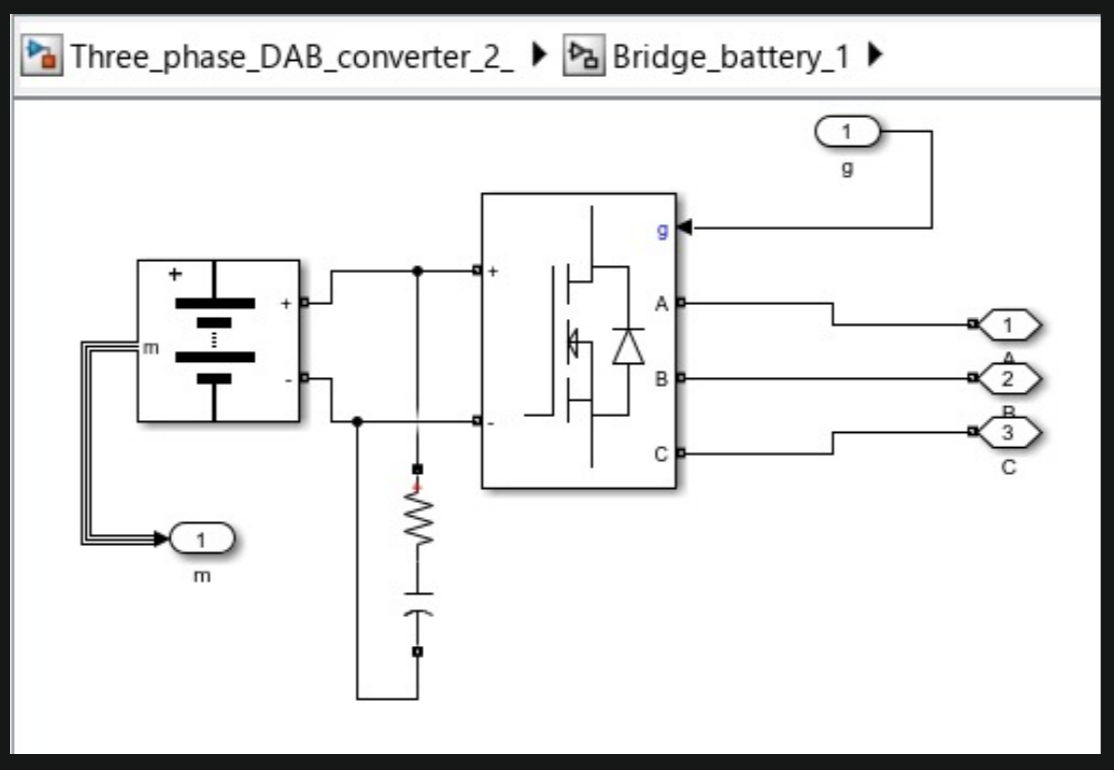 Three_phase_DAB_converter_2_ Bridge_battery_1
1
g
g
+
+
+
A
1
m
A
-
B
2
B
-
3
C
C
+
1
m